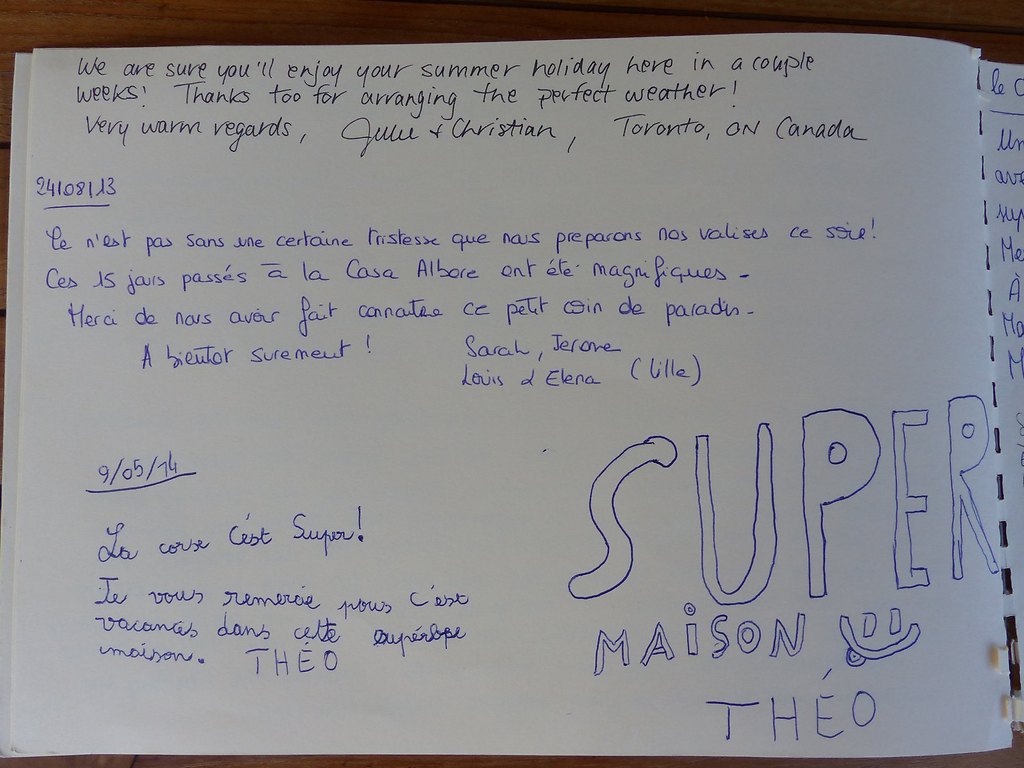 We are sure you'll enjoy your summer holiday here in a couple
weeks! Thanks too for arranging the perfect weather!
Very warm regards, Julie + Christian, Toronto, ON Canada
24/08/13
Ce n'est pas sans une certaine tristesse que nous preparons nos valises ce soir!
Ces 15 jours passés à la Casa Albore ont été magnifiques -
Merci de nous avoir fait connaitre ce petit coin de paradis -
A bientot surement !
Sarah, Jerome
Louis & Elena (Lille)
9/05/14
La corse C'est Super!
Je vous remercie pour c'est
vacances dans cette superbe
maison. THÉO
SUPER
MAISON
THÉO
le C
Un
ava
sup
Me
À
Ma
M